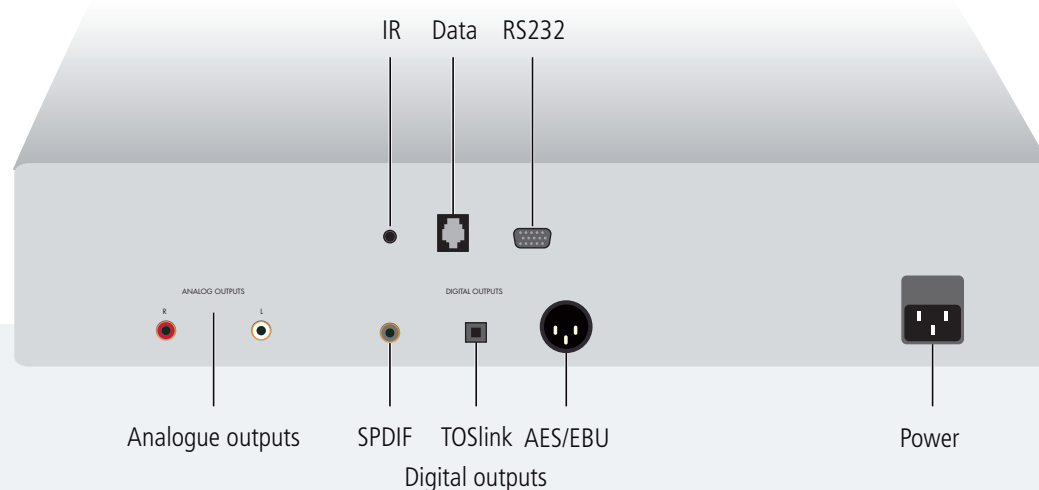 IR Data RS232
ANALOG OUTPUTS DIGITAL OUTPUTS
R L
Analogue outputs SPDIF TOSlink AES/EBU Power
Digital outputs